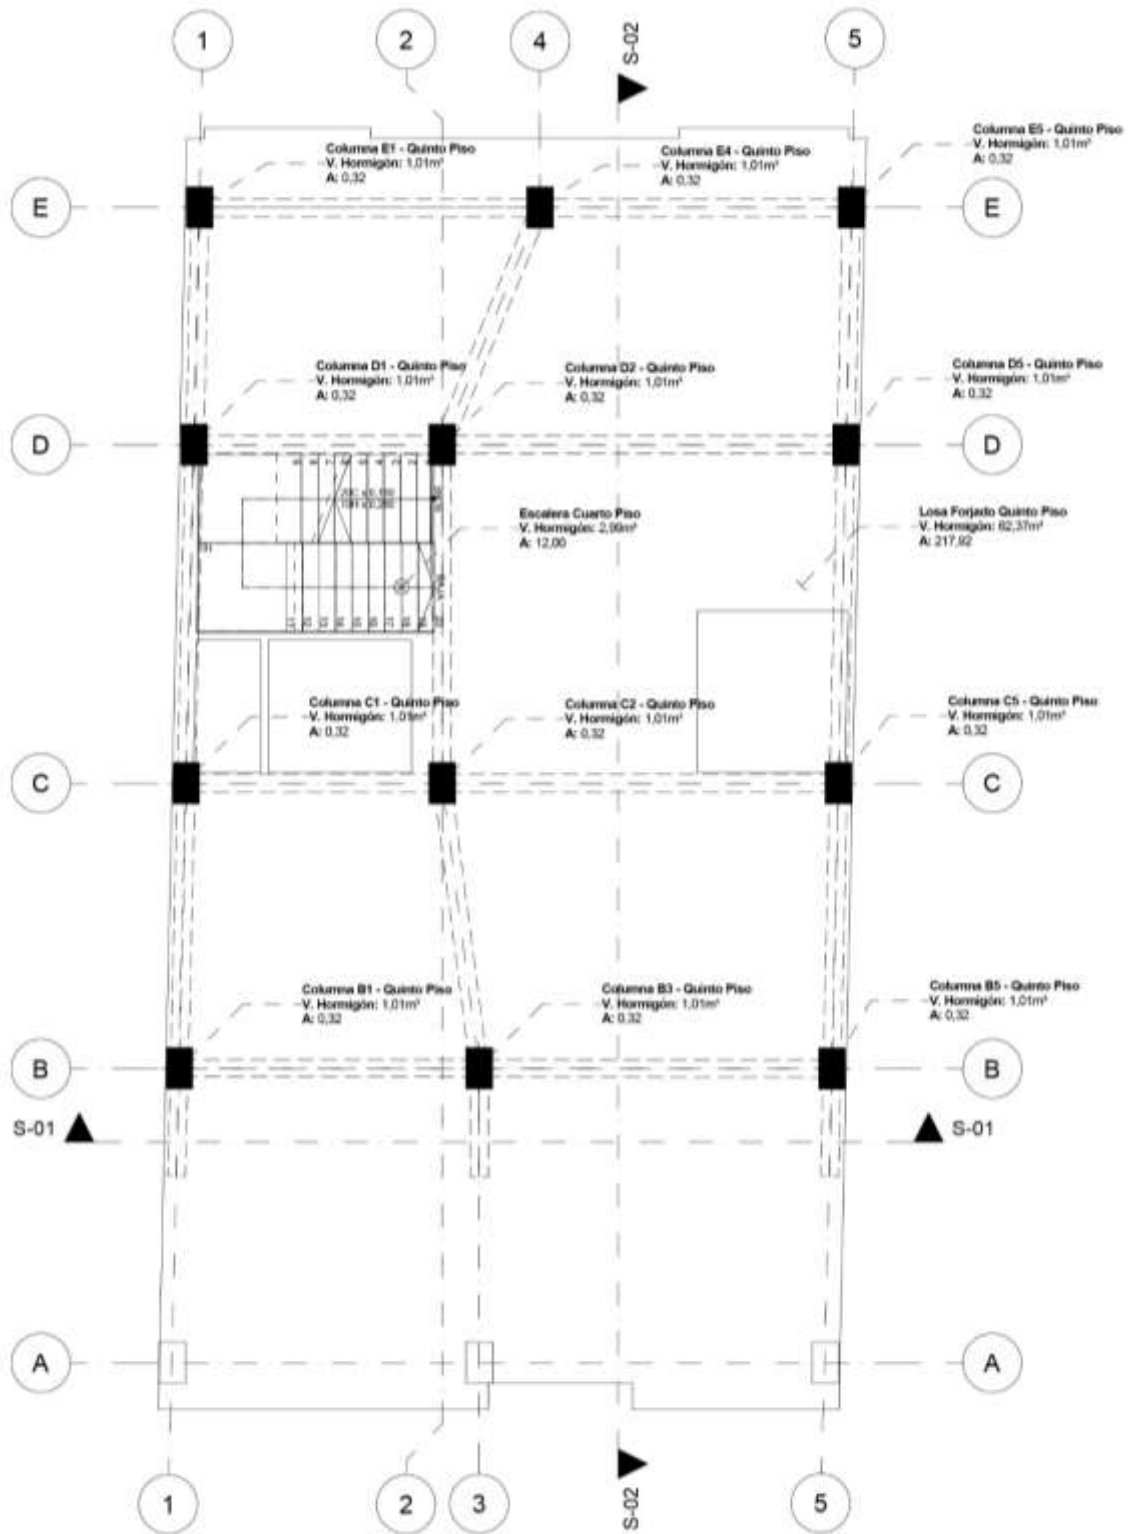 1
2
4
S-02
5
Columna E5 - Quinto Piso
V. Hormigón: 1,01m³
A: 0,32
Columna E1 - Quinto Piso
V. Hormigón: 1,01m³
A: 0,32
Columna E4 - Quinto Piso
V. Hormigón: 1,01m³
A: 0,32
E
E
Columna D1 - Quinto Piso
V. Hormigón: 1,01m³
A: 0,32
Columna D2 - Quinto Piso
V. Hormigón: 1,01m³
A: 0,32
Columna D5 - Quinto Piso
V. Hormigón: 1,01m³
A: 0,32
D
D
Escalera Cuarto Piso
V. Hormigón: 2,99m³
A: 12,00
Losa Forjado Quinto Piso
V. Hormigón: 62,37m³
A: 217,92
Columna C1 - Quinto Piso
V. Hormigón: 1,01m³
A: 0,32
Columna C2 - Quinto Piso
V. Hormigón: 1,01m³
A: 0,32
Columna C5 - Quinto Piso
V. Hormigón: 1,01m³
A: 0,32
C
C
Columna B1 - Quinto Piso
V. Hormigón: 1,01m³
A: 0,32
Columna B3 - Quinto Piso
V. Hormigón: 1,01m³
A: 0,32
Columna B5 - Quinto Piso
V. Hormigón: 1,01m³
A: 0,32
B
B
S-01
S-01
A
A
1
2
3
S-02
5